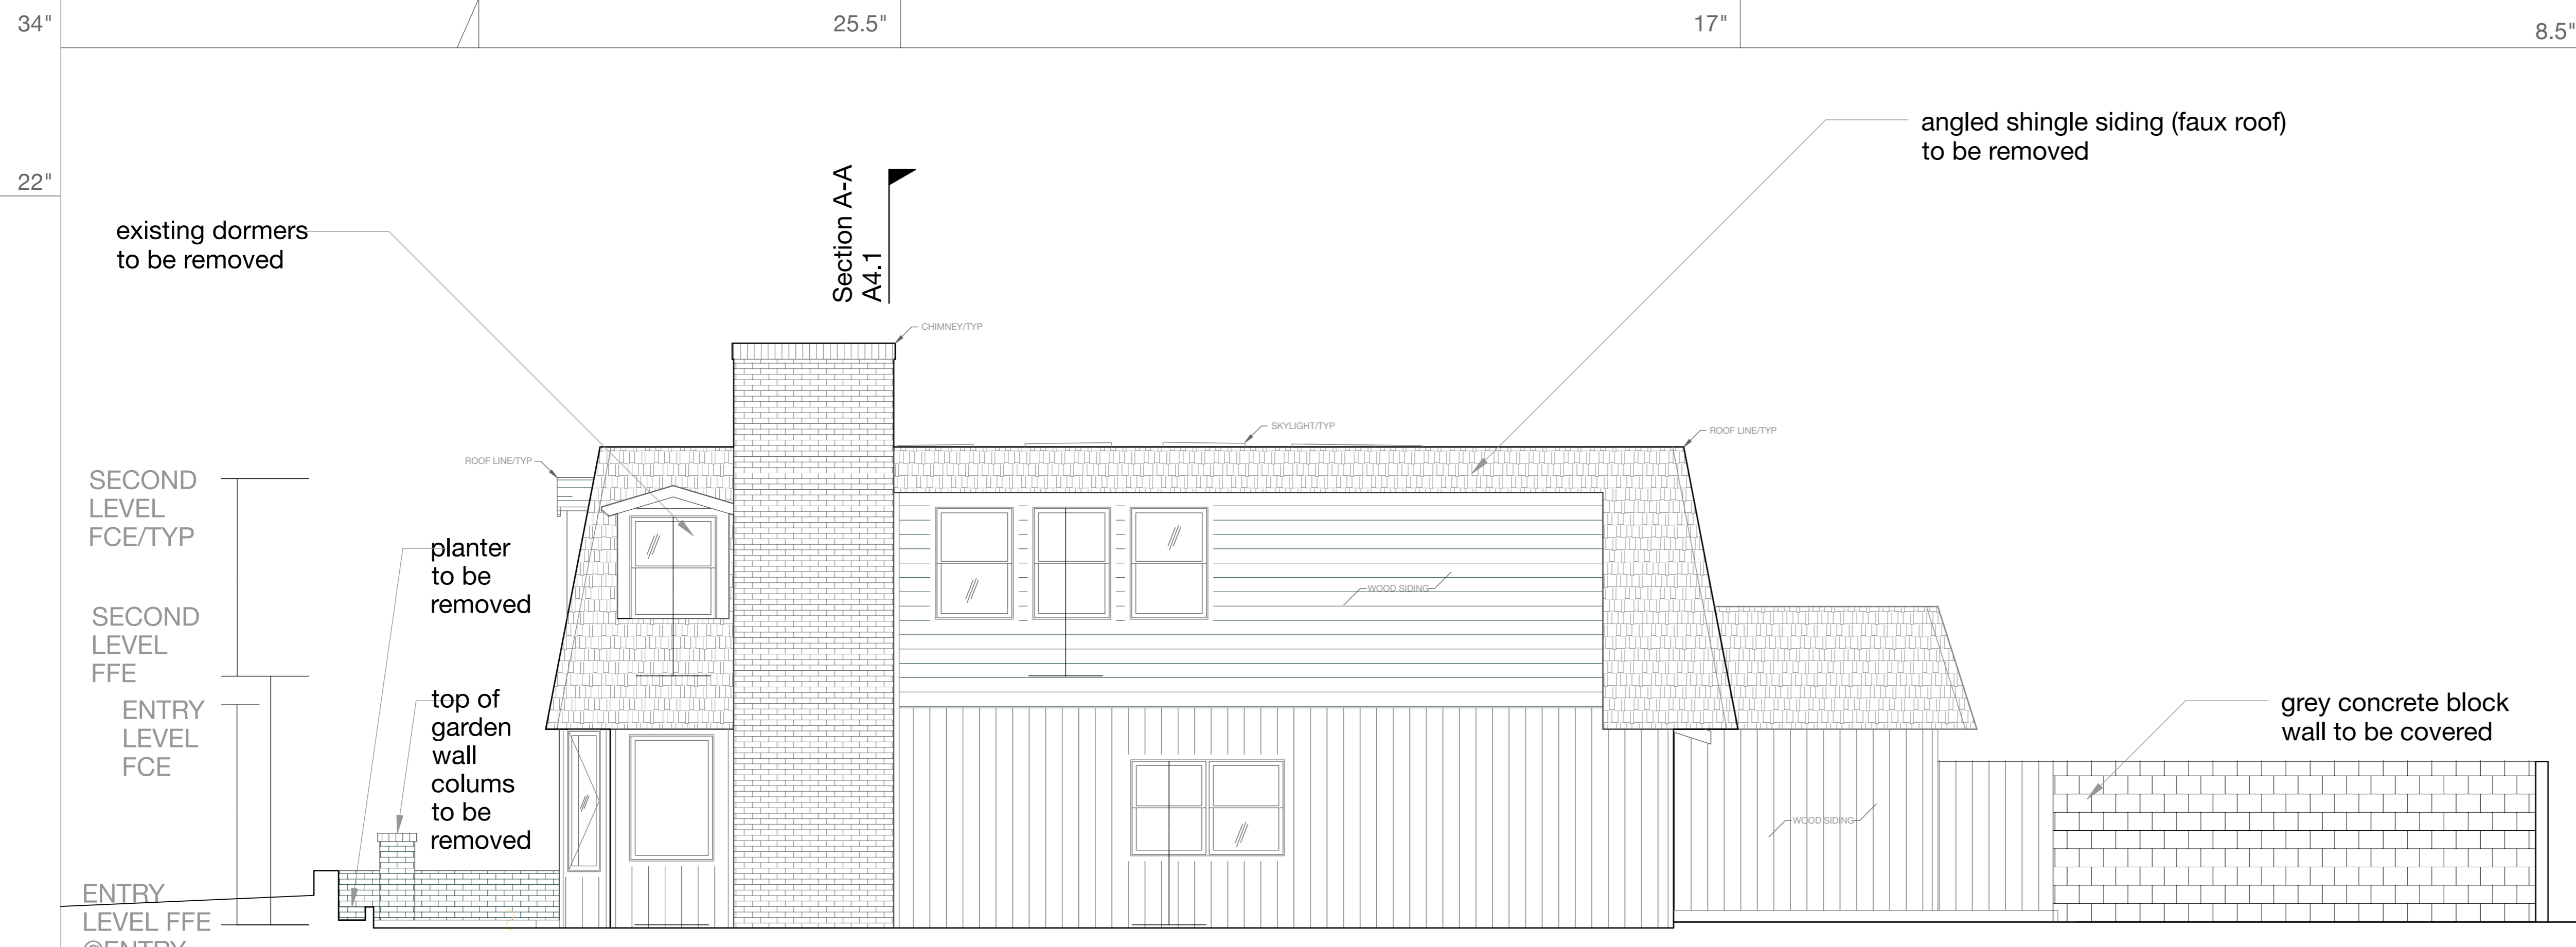 34"
25.5"
17"
8.5"
22"
angled shingle siding (faux roof)
to be removed
existing dormers
to be removed
Section A-A
A4.1
CHIMNEY/TYP
SKYLIGHT/TYP
ROOF LINE/TYP
ROOF LINE/TYP
SECOND
LEVEL
FCE/TYP
planter
to be
removed
WOOD SIDING
SECOND
LEVEL
FFE
top of
garden
wall
colums
to be
removed
ENTRY
LEVEL
FCE
grey concrete block
wall to be covered
WOOD SIDING
ENTRY
LEVEL FFE
@ENTRY